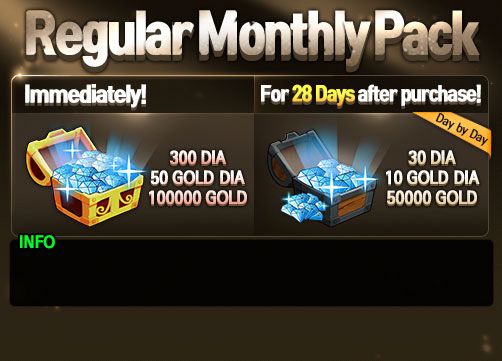 Regular Monthly Pack
Immediately!
For 28 Days after purchase!
Day by Day
300 DIA
50 GOLD DIA
100000 GOLD
30 DIA
10 GOLD DIA
50000 GOLD
INFO